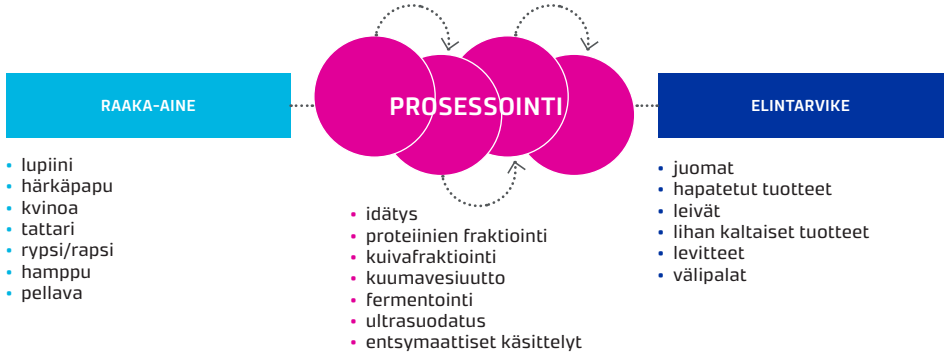 RAAKA-AINE
lupiini
härkäpapu
kvinoa
tattari
rypsi/rapsi
hamppu
pellava
PROSESSOINTI
idätys
proteiinien fraktiointi
kuivafraktiointi
kuumavesiuutto
fermentointi
ultrasuodatus
entsymaattiset käsittelyt
ELINTARVIKE
juomat
hapatetut tuotteet
leivät
lihan kaltaiset tuotteet
levitteet
välipalat